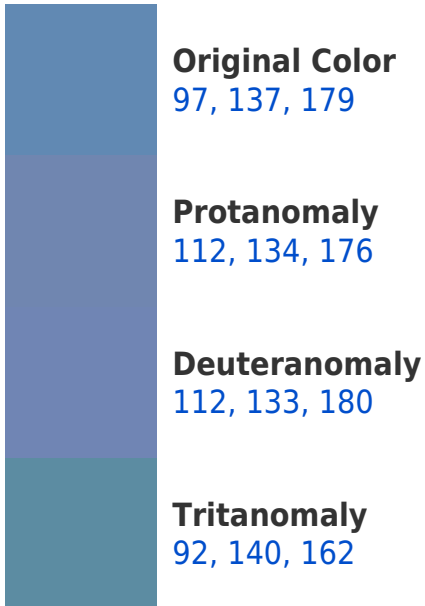 Original Color
97, 137, 179
Protanomaly
112, 134, 176
Deuteranomaly
112, 133, 180
Tritanomaly
92, 140, 162